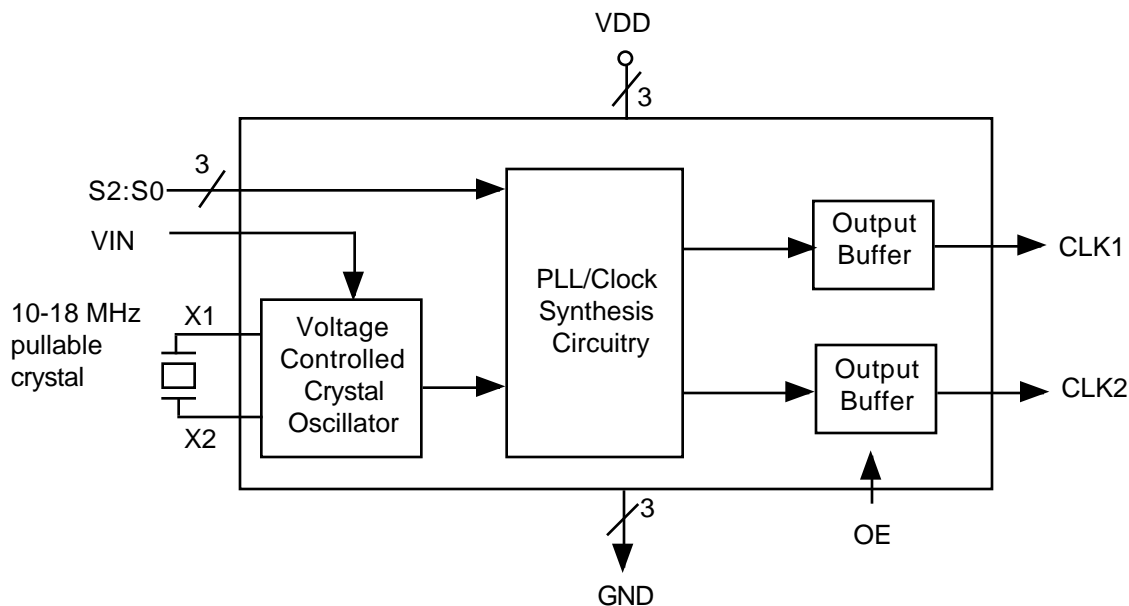 VDD
3
3
S2:S0
VIN
10-18 MHz
pullable
crystal
X1
X2
Voltage
Controlled
Crystal
Oscillator
PLL/Clock
Synthesis
Circuitry
Output
Buffer
CLK1
Output
Buffer
CLK2
3
OE
GND